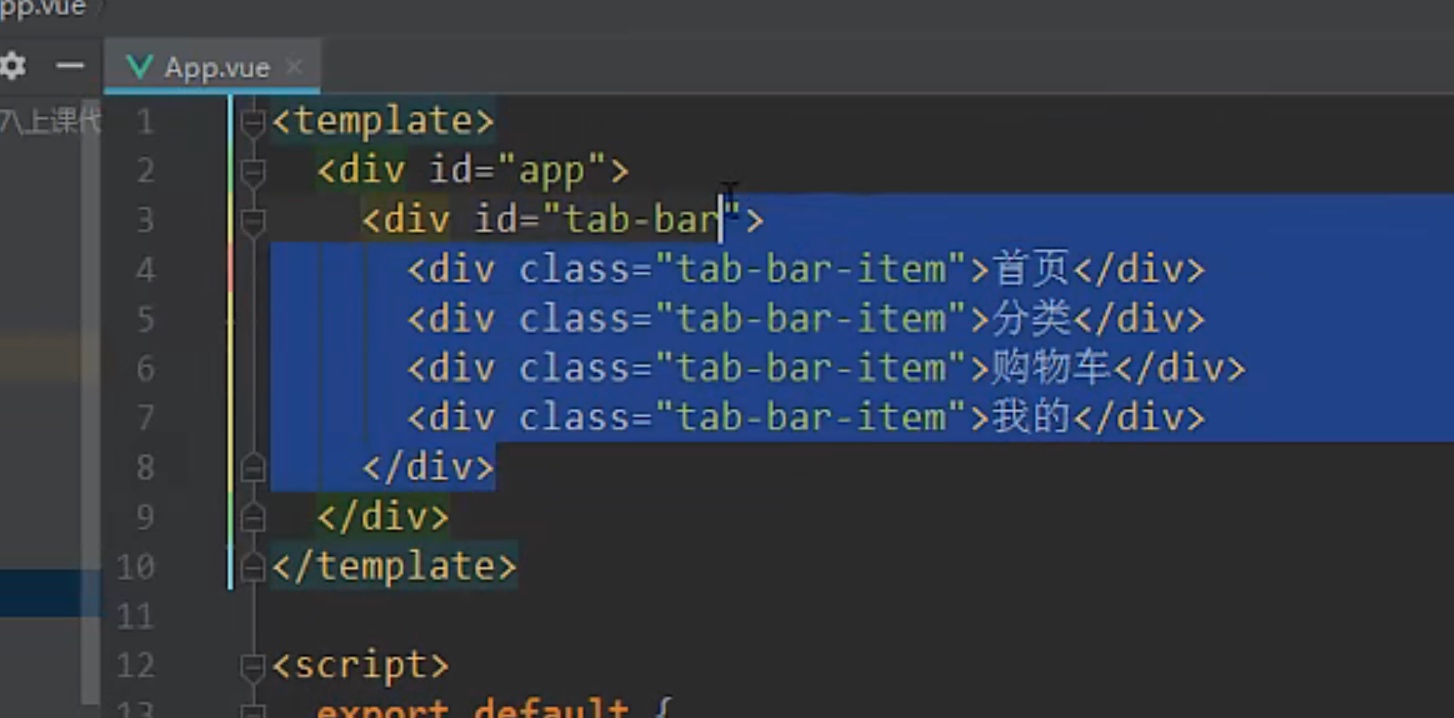 pp.vue
App.vue
八上课代
1 <template>
2 <div id="app">
3 <div id="tab-bar">
4 <div class="tab-bar-item">首页</div>
5 <div class="tab-bar-item">分类</div>
6 <div class="tab-bar-item">购物车</div>
7 <div class="tab-bar-item">我的</div>
8 </div>
9 </div>
10 </template>
11
12 <script>
13 export default {